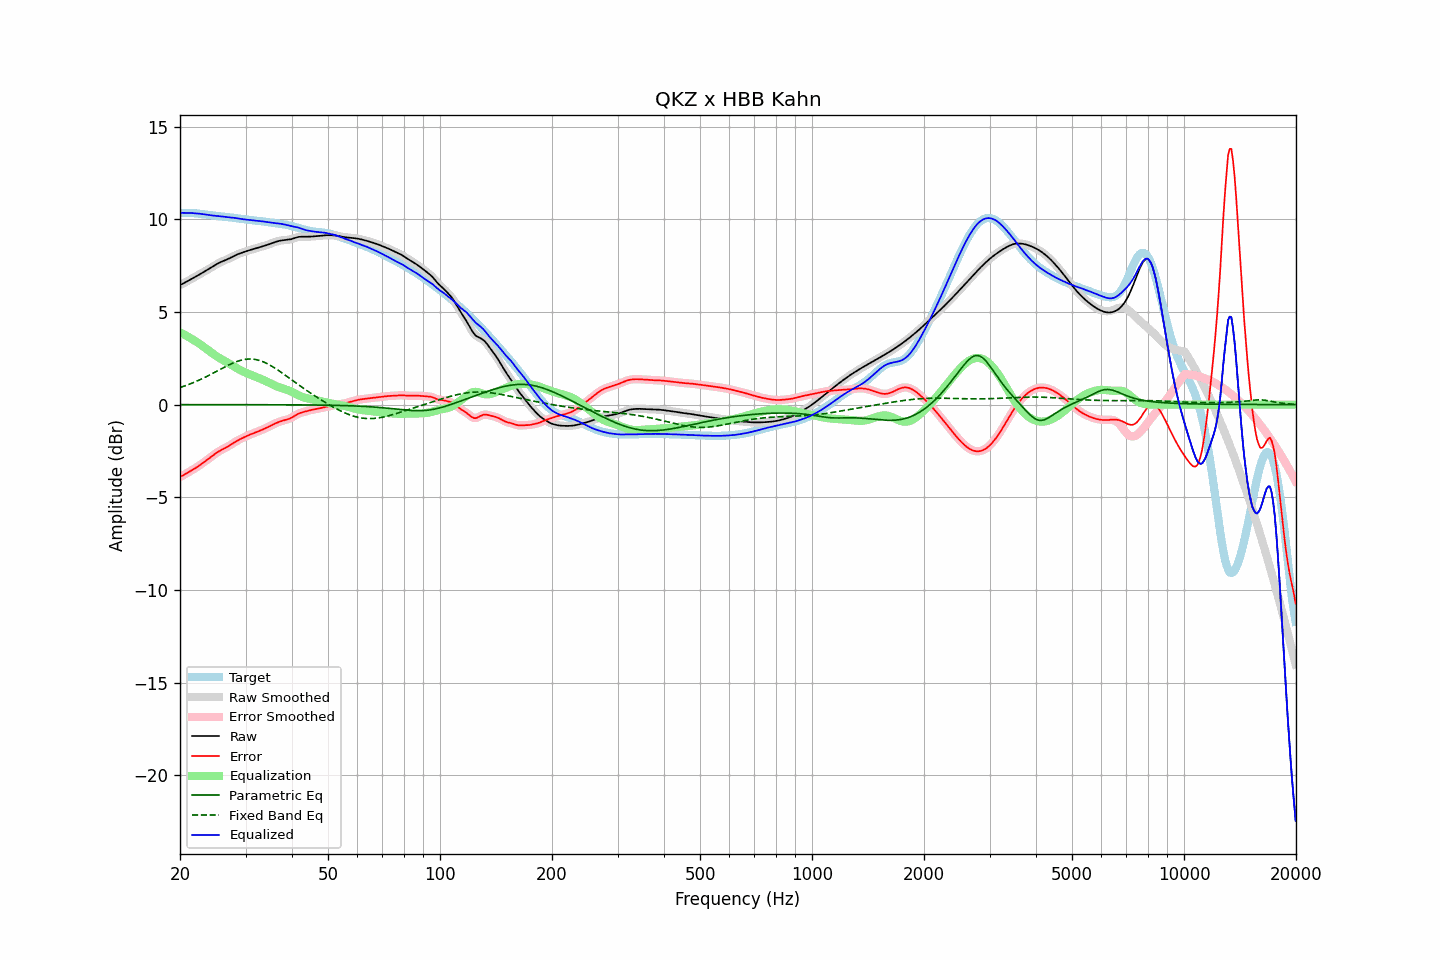 QKZ x HBB Kahn
15
10
5
0
−5
−10
−15
−20
Amplitude (dBr)
Target
Raw Smoothed
Error Smoothed
Raw
Error
Equalization
Parametric Eq
Fixed Band Eq
Equalized
20 50 100 200 500 1000 2000 5000 10000 20000
Frequency (Hz)